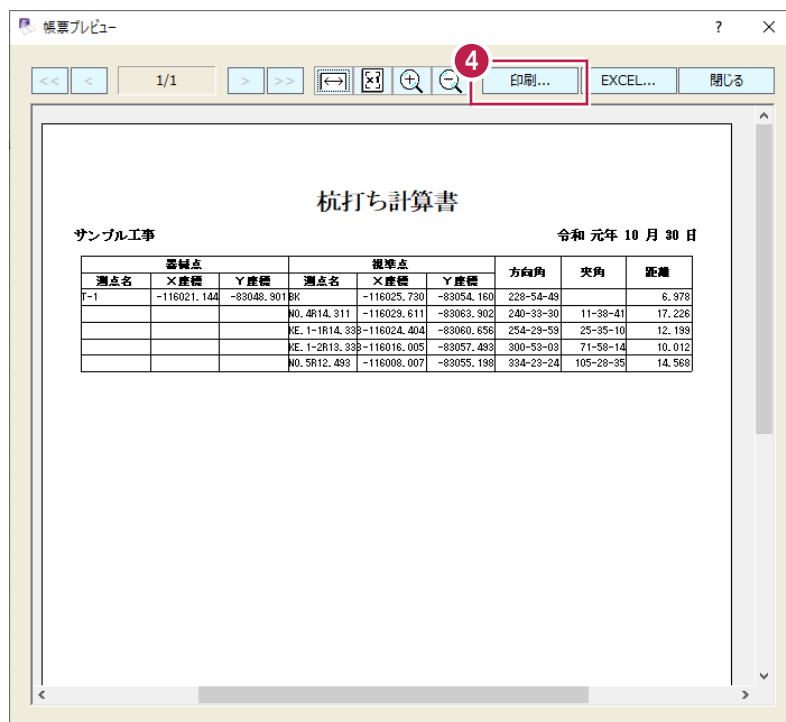 帳票プレビュー ? ×
4
<< < 1/1 > >> ×1 印刷... EXCEL... 閉じる
杭打ち計算書
サンプル工事 令和 元年 10 月 30 日
器械点 視準点 方向角 夾角 距離
測点名 X座標 Y座標 測点名 X座標 Y座標
T-1 -116021.144 -83048.901 BK -116025.730 -83054.160 228-54-49 6.978
NO.4R14.311 -116029.611 -83063.902 240-33-30 11-38-41 17.226
KE.1-1R14.338 -116024.404 -83060.656 254-29-59 25-35-10 12.199
KE.1-2R13.338 -116016.005 -83057.493 300-53-03 71-58-14 10.012
NO.5R12.493 -116008.007 -83055.198 334-23-24 105-28-35 14.568